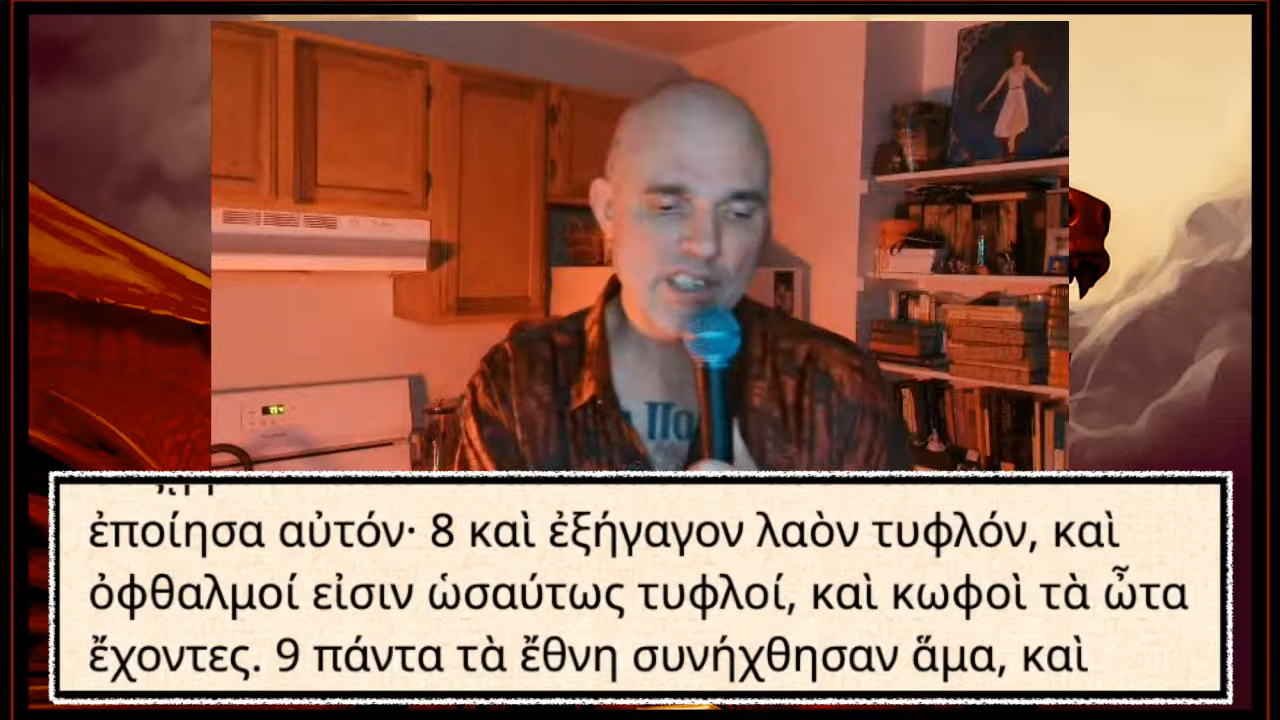 Πα
ἐποίησα αὐτόν· 8 καὶ ἐξήγαγον λαὸν τυφλόν, καὶ
ὀφθαλμοί εἰσιν ὡσαύτως τυφλοί, καὶ κωφοὶ τὰ ὦτα
ἔχοντες. 9 πάντα τὰ ἔθνη συνήχθησαν ἅμα, καὶ